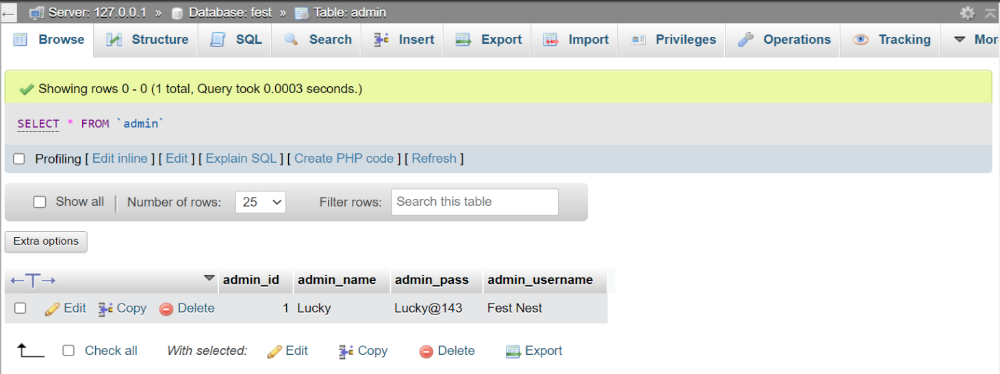 Server: 127.0.0.1 » Database: fest » Table: admin
Browse Structure SQL Search Insert Export Import Privileges Operations Tracking Mor
Showing rows 0 - 0 (1 total, Query took 0.0003 seconds.)
SELECT * FROM `admin`
Profiling [ Edit inline ] [ Edit ] [ Explain SQL ] [ Create PHP code ] [ Refresh ]
Show all | Number of rows: 25 Filter rows: Search this table
Extra options
admin_id admin_name admin_pass admin_username
Edit Copy Delete 1 Lucky Lucky@143 Fest Nest
Check all With selected: Edit Copy Delete Export